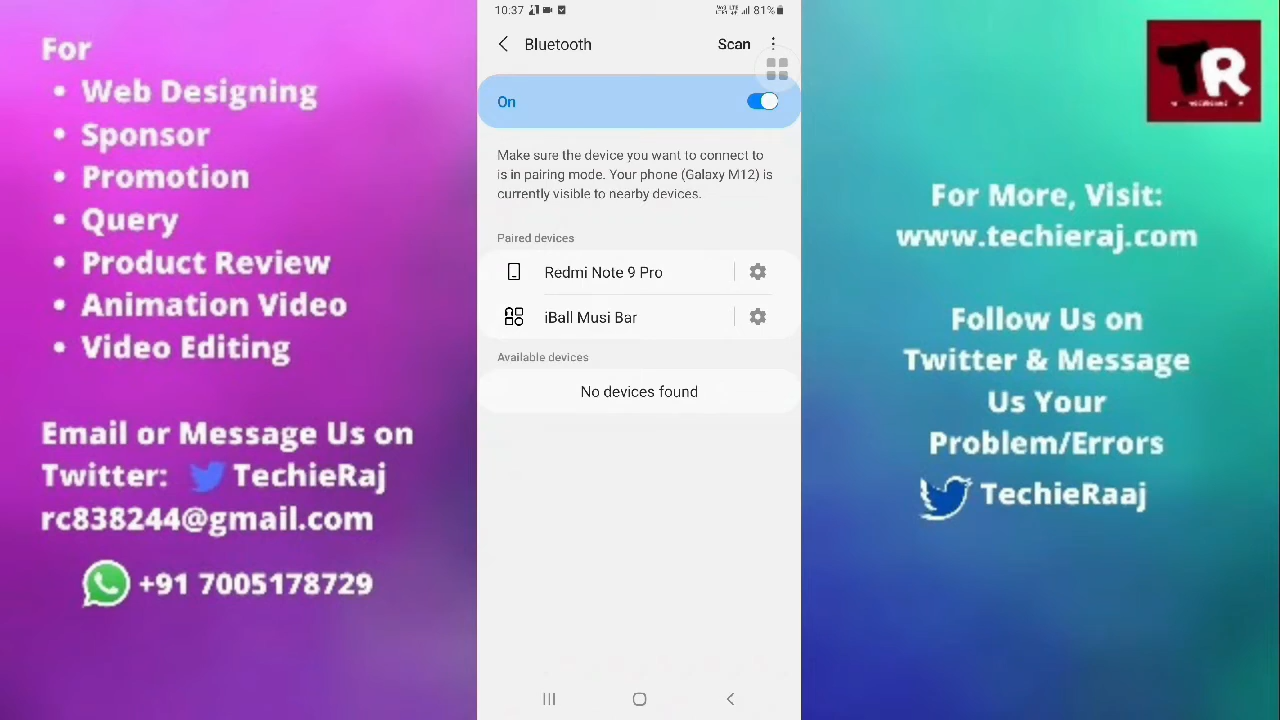 For
• Web Designing
• Sponsor
• Promotion
• Query
• Product Review
• Animation Video
• Video Editing
Email or Message Us on
Twitter: TechieRaj
rc838244@gmail.com
+91 7005178729
10.37
81%
Bluetooth
Scan
On
Make sure the device you want to connect to
is in pairing mode. Your phone (Galaxy M12) is
currently visible to nearby devices.
Paired devices
Redmi Note 9 Pro
iBall Musi Bar
Available devices
No devices found
TR
For More, Visit:
www.techieraj.com
Follow Us on
Twitter & Message
Us Your
Problem/Errors
TechieRaaj